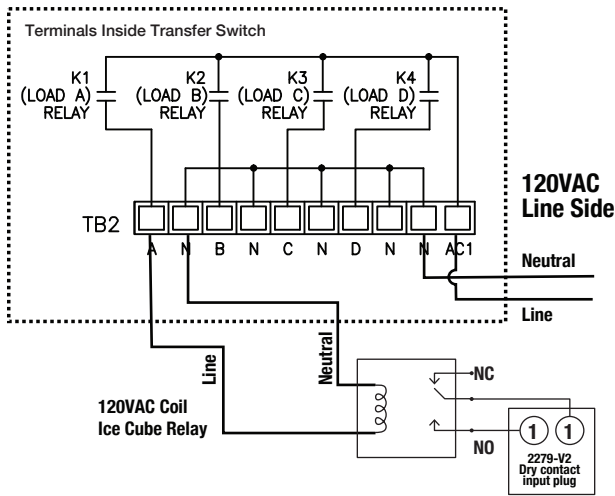 Terminals Inside Transfer Switch
K1
(LOAD A)
RELAY
K2
(LOAD B)
RELAY
K3
(LOAD C)
RELAY
K4
(LOAD D)
RELAY
120VAC
Line Side
TB2
A N B N C N D N N AC1
Neutral
Line
Line
Neutral
120VAC Coil
Ice Cube Relay
NC
NO
1 1
2279-V2
Dry contact
input plug